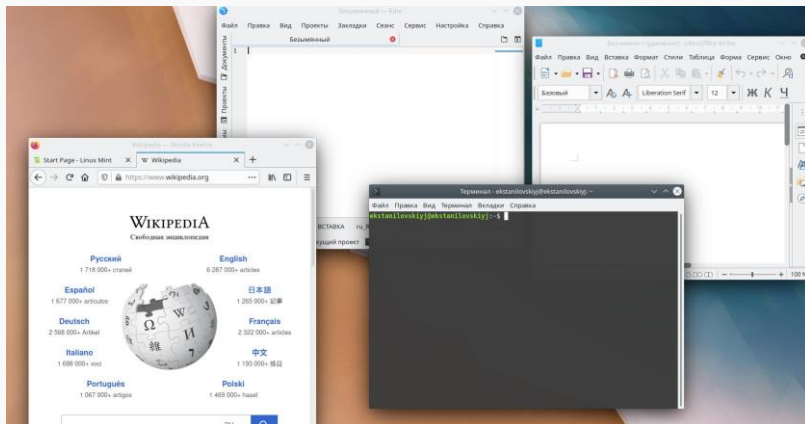 Безымянный — Kate
Файл Правка Вид Проекты Закладки Сеанс Сервис Настройка Справка
Безымянный
Документы
Проекты
1
ВСТАВКА
Без имени 1 (удалённо) - LibreOffice Writer
Файл Правка Вид Вставка Формат Стили Таблица Форма Сервис Окно
Базовый
Liberation Serif
12
Ж К Ч
100
Wikipedia — Mozilla Firefox
Start Page - Linux Mint
W Wikipedia
https://www.wikipedia.org
WIKIPEDIA
Свободная энциклопедия
Русский
1 718 000+ статей
English
6 287 000+ articles
Español
1 677 000+ artículos
日本語
1 265 000+ 記事
Deutsch
2 568 000+ Artikel
Français
2 322 000+ articles
Italiano
1 688 000+ voci
中文
1 193 000+ 條目
Português
1 067 000+ artigos
Polski
1 469 000+ haseł
Терминал - ekstanilovskiyj@ekstanilovskiyj: ~
Файл Правка Вид Терминал Вкладки Справка
ekstanilovskiyj@ekstanilovskiyj:~$